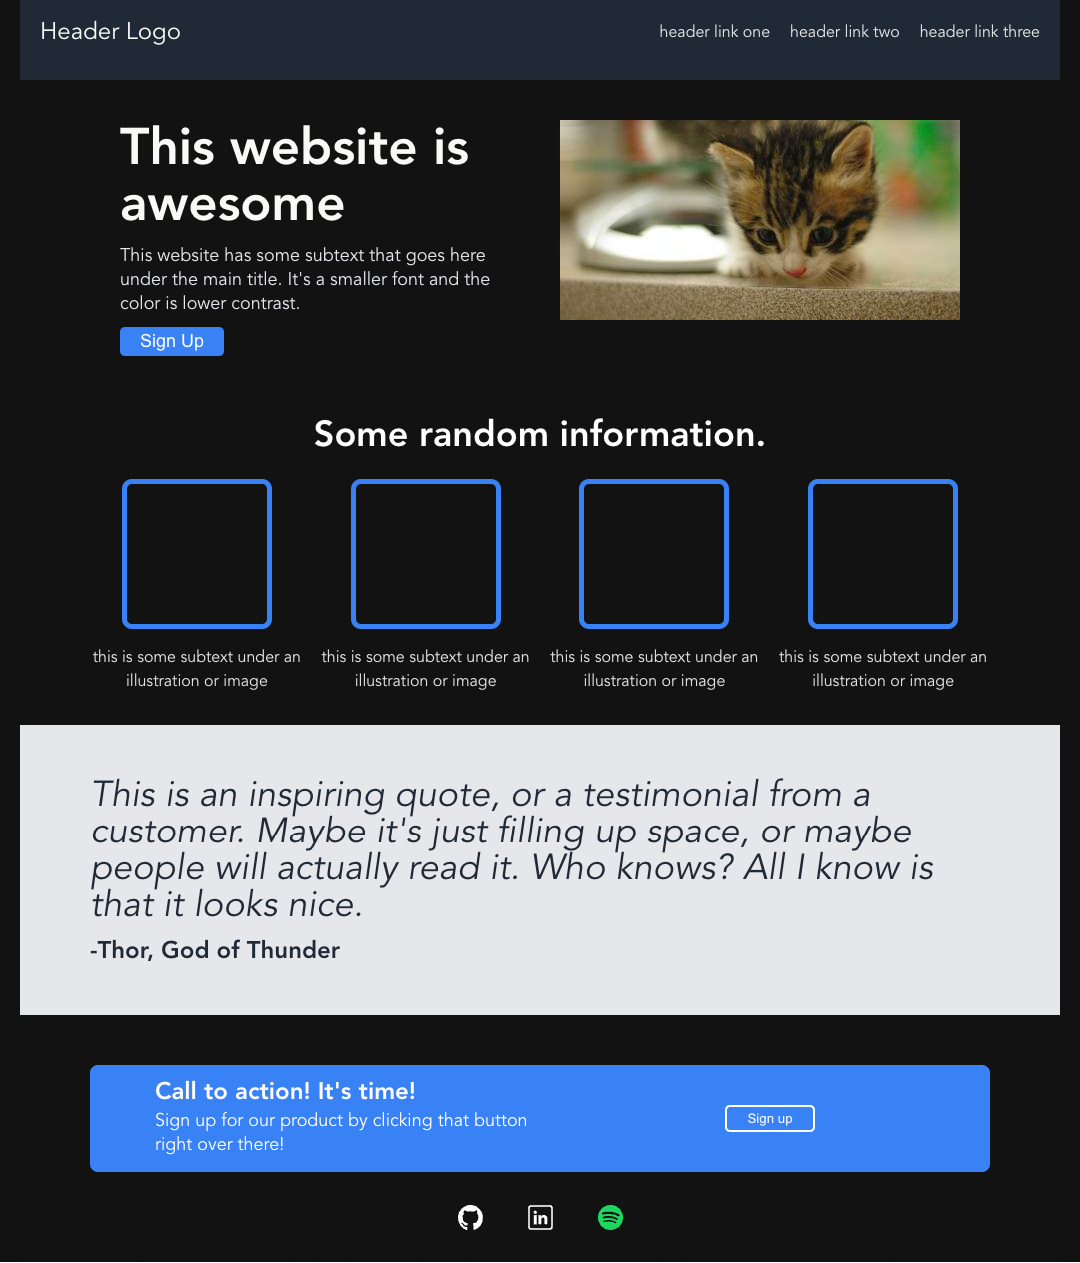 Header Logo
header link one header link two header link three
This website is
awesome
This website has some subtext that goes here
under the main title. It's a smaller font and the
color is lower contrast.
Sign Up
Some random information.
this is some subtext under an
illustration or image
this is some subtext under an
illustration or image
this is some subtext under an
illustration or image
this is some subtext under an
illustration or image
This is an inspiring quote, or a testimonial from a
customer. Maybe it's just filling up space, or maybe
people will actually read it. Who knows? All I know is
that it looks nice.
-Thor, God of Thunder
Call to action! It's time!
Sign up for our product by clicking that button
right over there!
Sign up
in